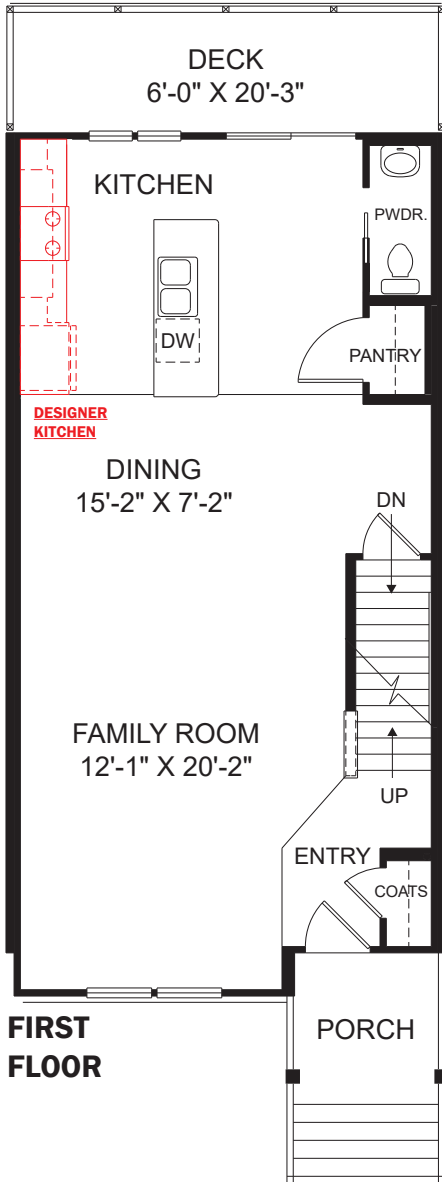 DECK
6'-0" X 20'-3"
KITCHEN
PWDR.
DW
PANTRY
DESIGNER
KITCHEN
DINING
15'-2" X 7'-2"
DN
FAMILY ROOM
12'-1" X 20'-2"
UP
ENTRY
COATS
FIRST
FLOOR
PORCH